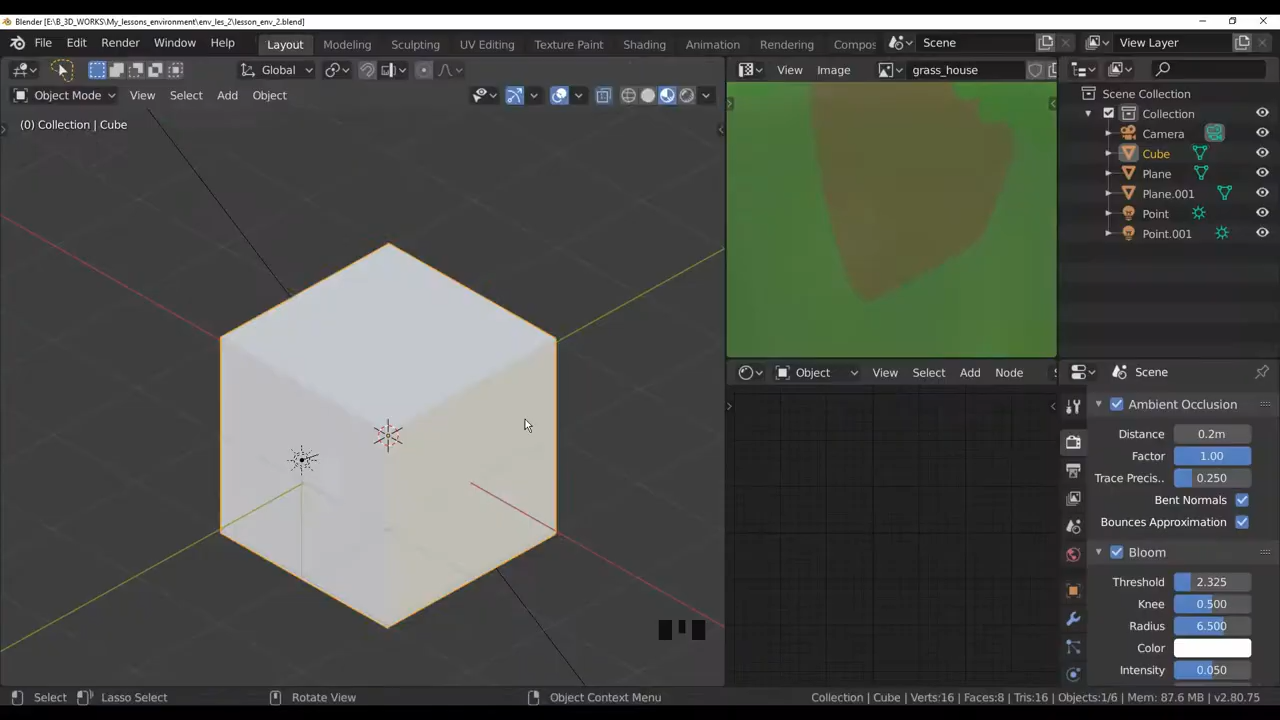 Blender [E:\B_3D_WORKS\My_lessons_environment\env_les_2\lesson_env_2.blend]
File Edit Render Window Help Layout Modeling Sculpting UV Editing Texture Paint Shading Animation Rendering Compos Scene View Layer
Global View Image grass_house
Object Mode View Select Add Object
(0) Collection | Cube
Scene Collection
Collection
Camera
Cube
Plane
Plane.001
Point
Point.001
Object View Select Add Node
Scene
Ambient Occlusion
Distance 0.2m
Factor 1.00
Trace Precis.. 0.250
Bent Normals
Bounces Approximation
Bloom
Threshold 2.325
Knee 0.500
Radius 6.500
Color
Intensity 0.050
Select Lasso Select Rotate View Object Context Menu Collection | Cube | Verts:16 | Faces:8 | Tris:16 | Objects:1/6 | Mem: 87.6 MB | v2.80.75